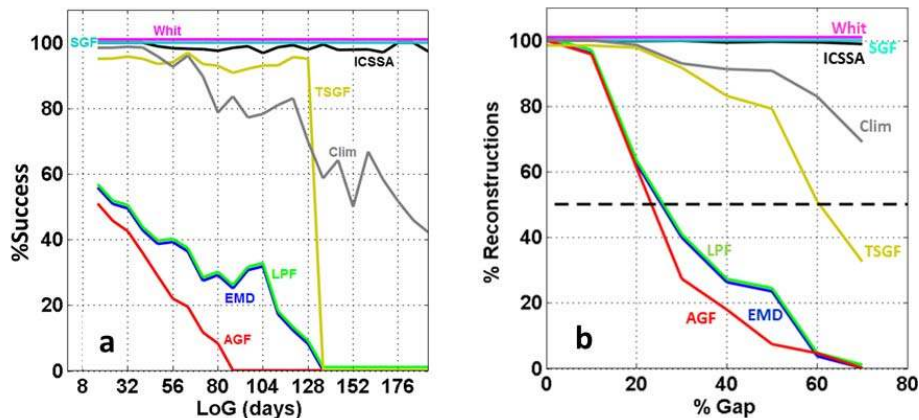 Whit
SGF
100
ICSSA
TSGF
80
Clim
60
%Success
40
LPF
EMD
20
AGF
a
0
8 32 56 80 104 128 152 176
LoG (days)
Whit
100
SGF
ICSSA
80
Clim
60
% Reconstructions
40
TSGF
LPF
20
AGF
EMD
b
0
0 20 40 60 80
% Gap